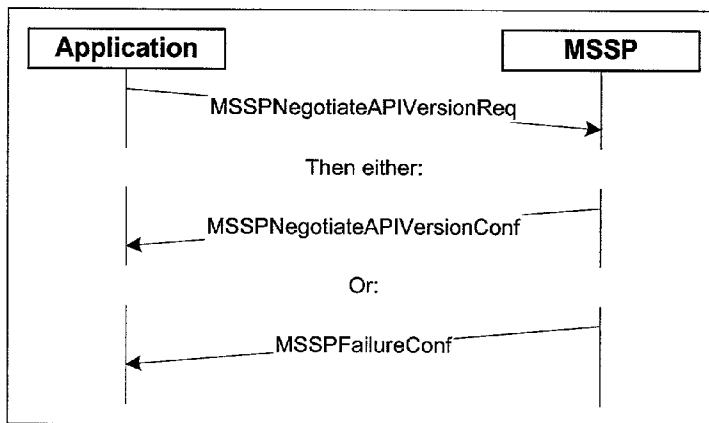 Application
MSSP
MSSPNegotiateAPIVersionReq
Then either:
MSSPNegotiateAPIVersionConf
Or:
MSSPFailureConf